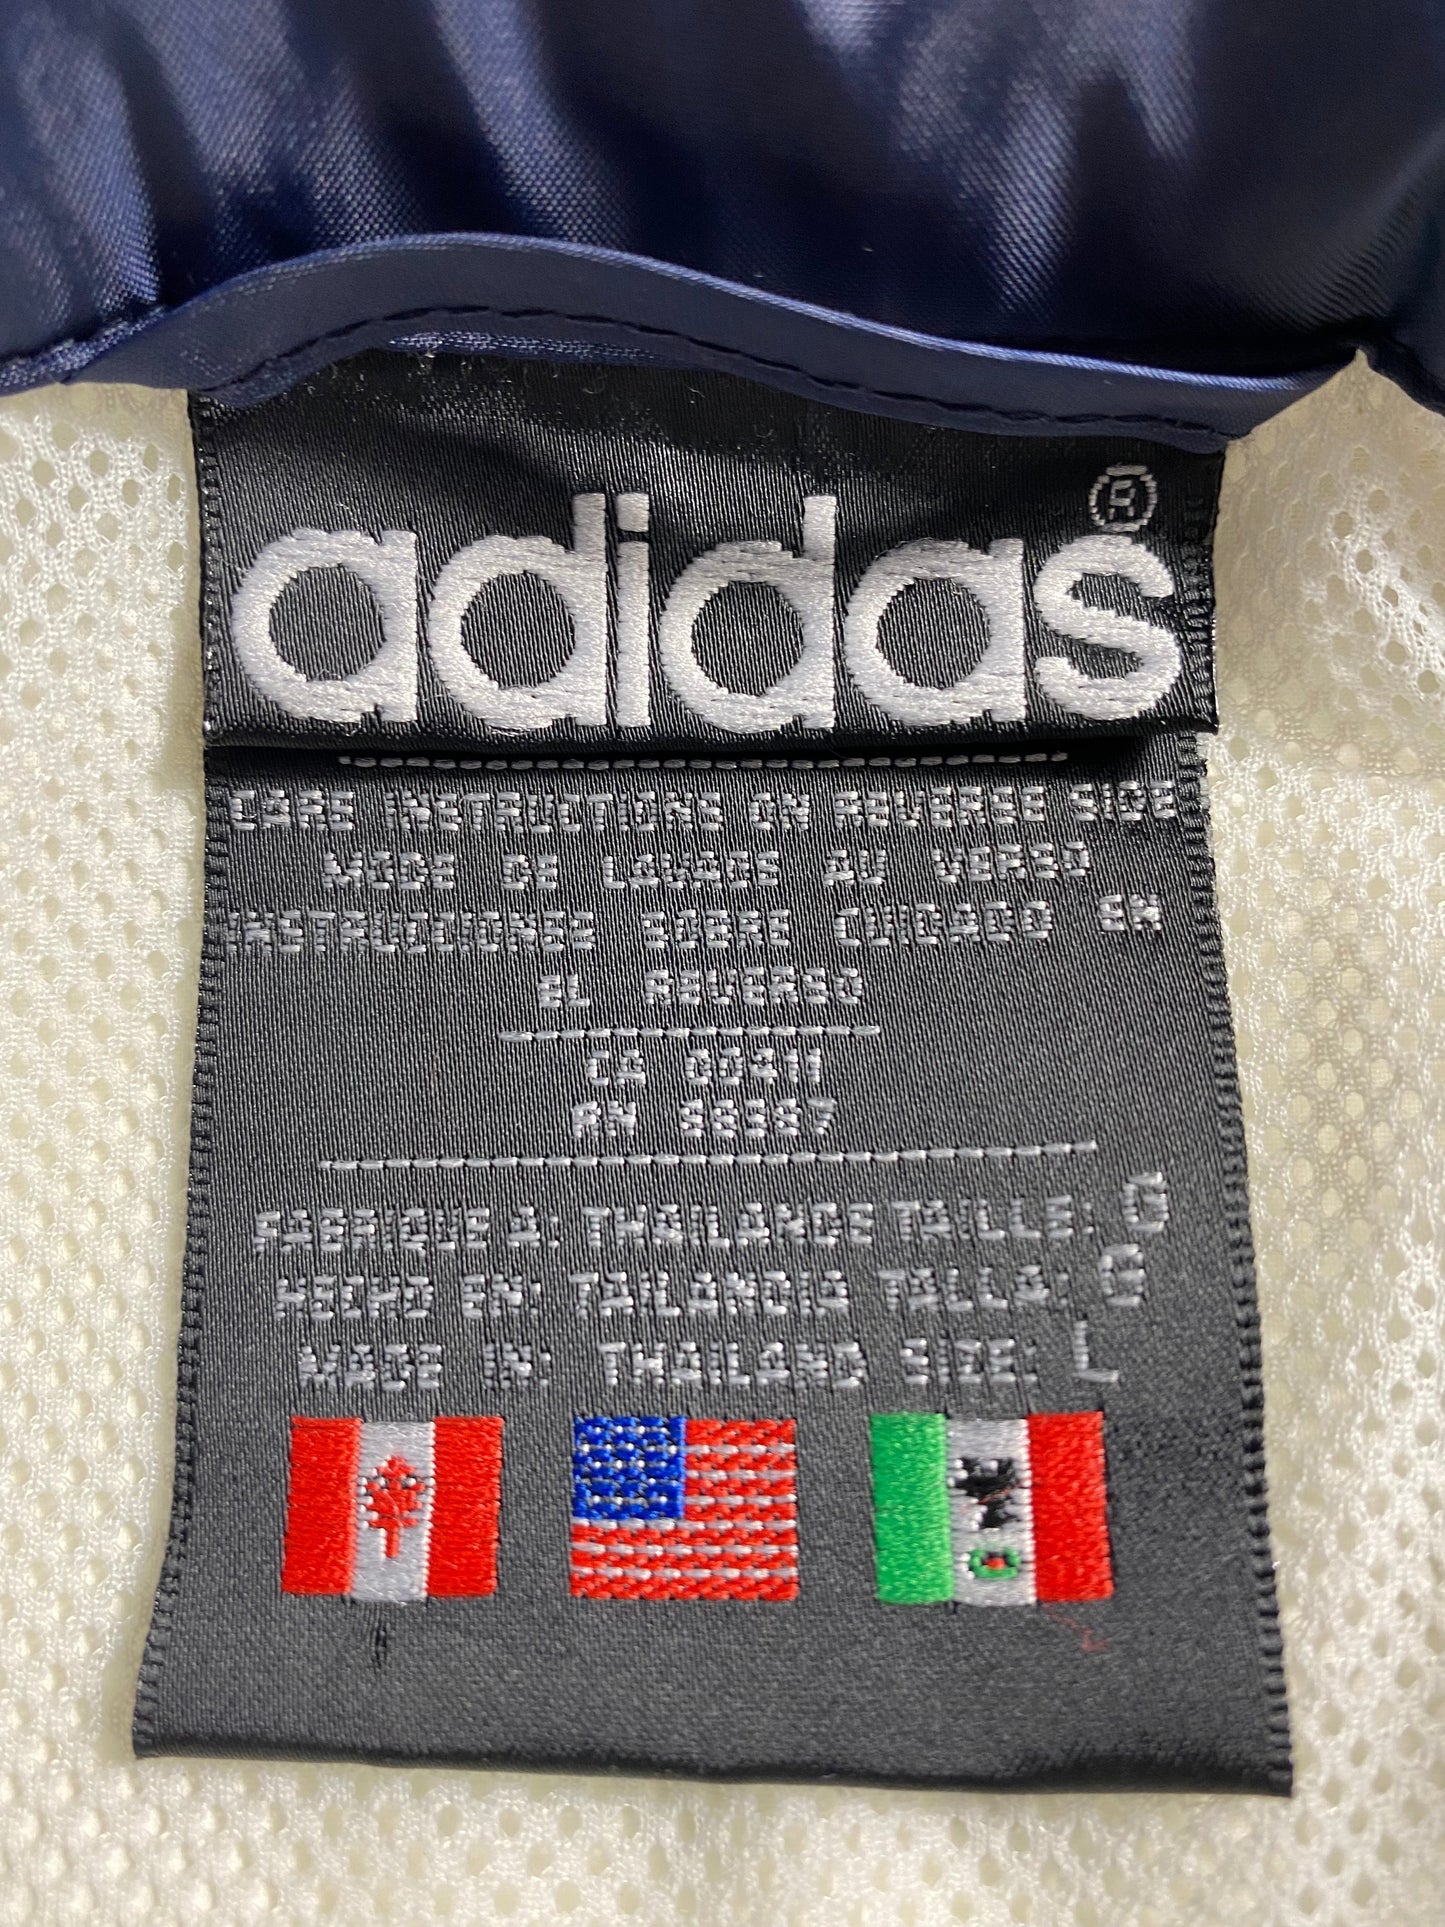 adidas®
CARE INSTRUCTIONS ON REVERSE SIDE
MODE DE LAVAGE AU VERSO
INSTRUCCIONES SOBRE CUIDADO EN
EL REVERSO
CA 00211
RN 88387
FABRIQUE A: THAILANDE TAILLE: G
HECHO EN: TAILANDIA TALLA: G
MADE IN: THAILAND SIZE: L